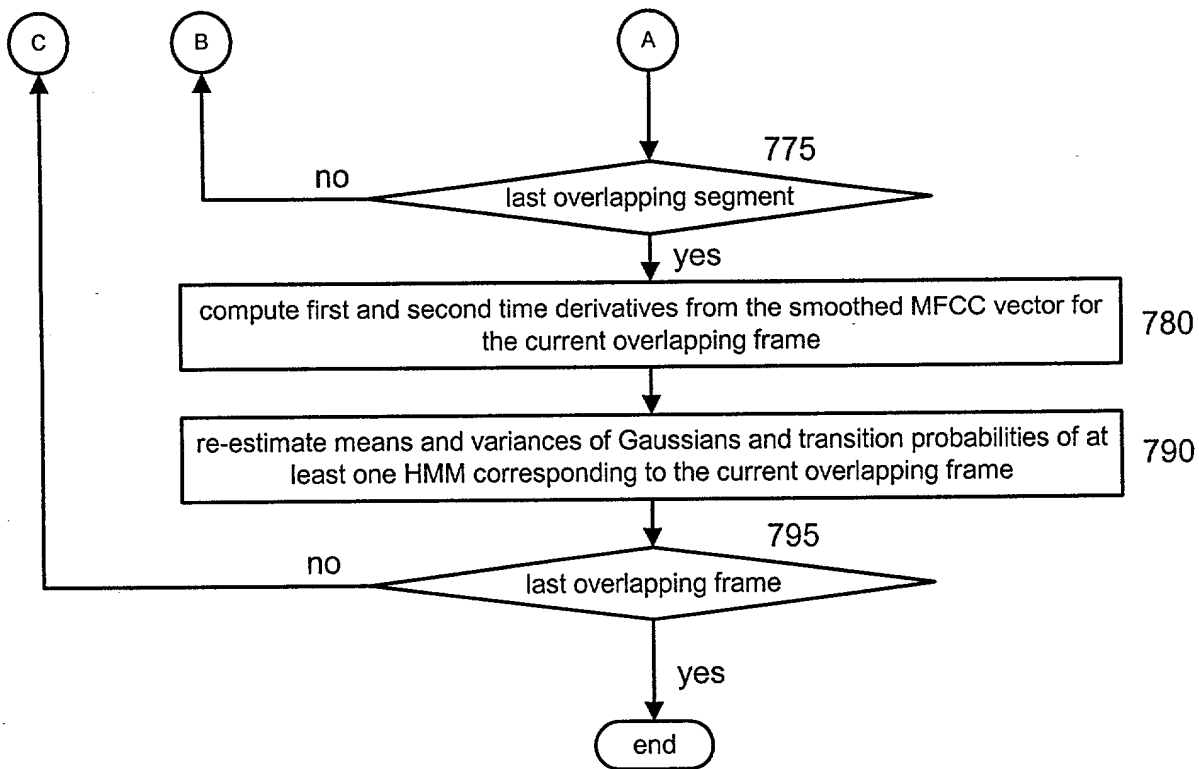 C
B
A
775
no
last overlapping segment
yes
compute first and second time derivatives from the smoothed MFCC vector for
the current overlapping frame
780
re-estimate means and variances of Gaussians and transition probabilities of at
least one HMM corresponding to the current overlapping frame
790
795
no
last overlapping frame
yes
end